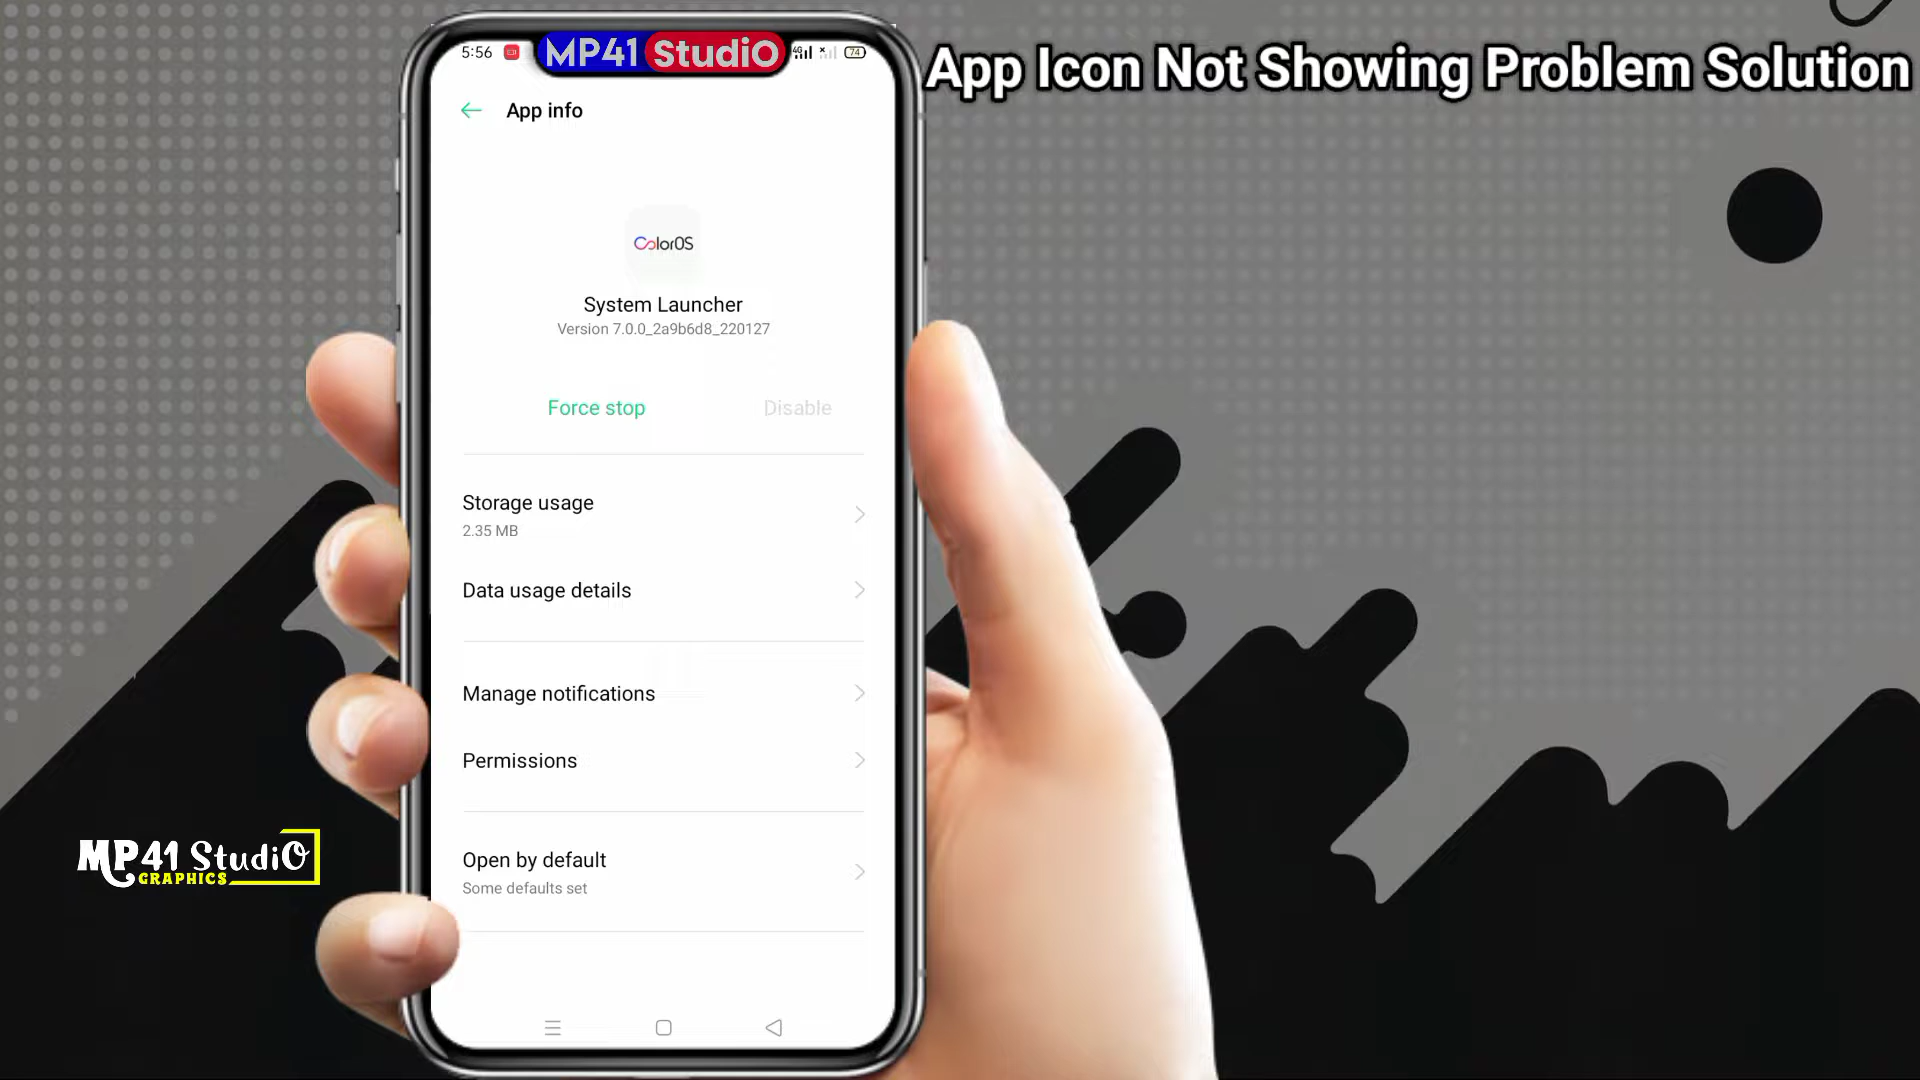 App Icon Not Showing Problem Solution
5:56 MP41 StudiO 4G 74
App info
ColorOS
System Launcher
Version 7.0.0_2a9b6d8_220127
Force stop Disable
Storage usage
2.35 MB
Data usage details
Manage notifications
Permissions
Open by default
Some defaults set
MP41 StudiO
GRAPHICS